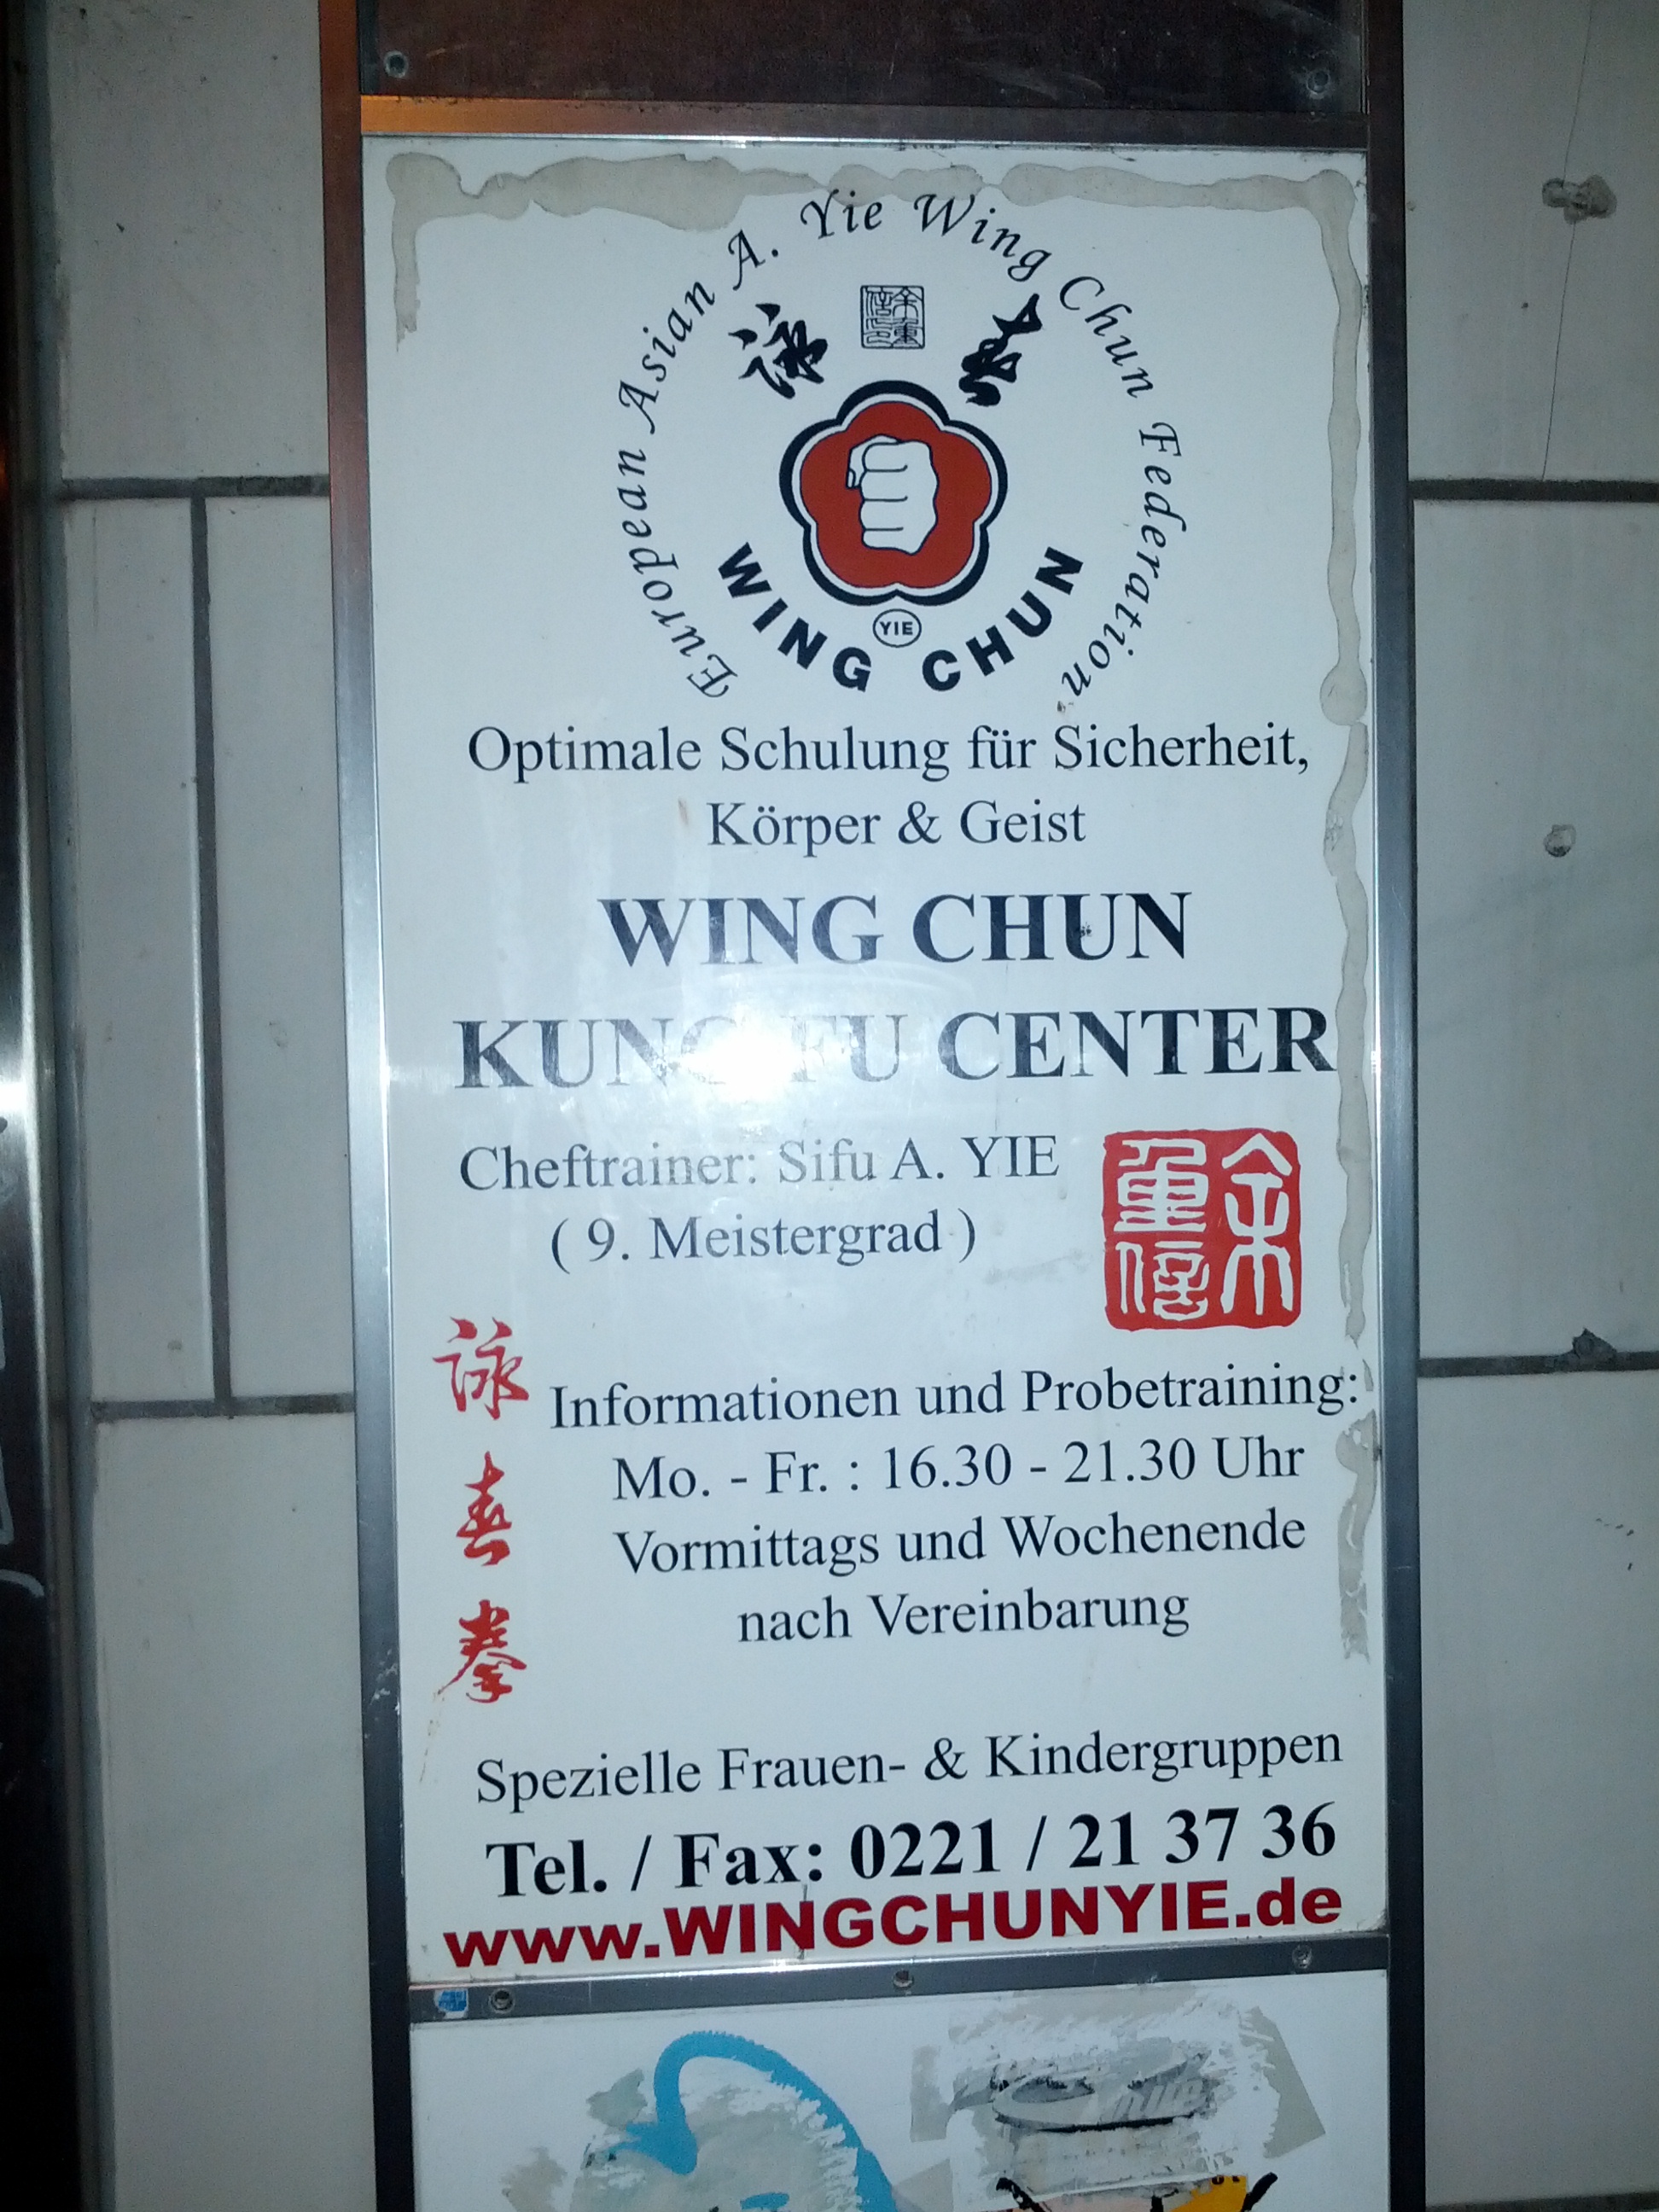 European Asian A. Yie Wing Chun Federation
詠 春
WING CHUN
YIE
Optimale Schulung für Sicherheit,
Körper & Geist
WING CHUN
KUNG FU CENTER
Cheftrainer: Sifu A. YIE
( 9. Meistergrad )
詠
春
拳
Informationen und Probetraining:
Mo. - Fr. : 16.30 - 21.30 Uhr
Vormittags und Wochenende
nach Vereinbarung
Spezielle Frauen- & Kindergruppen
Tel. / Fax: 0221 / 21 37 36
www.WINGCHUNYIE.de